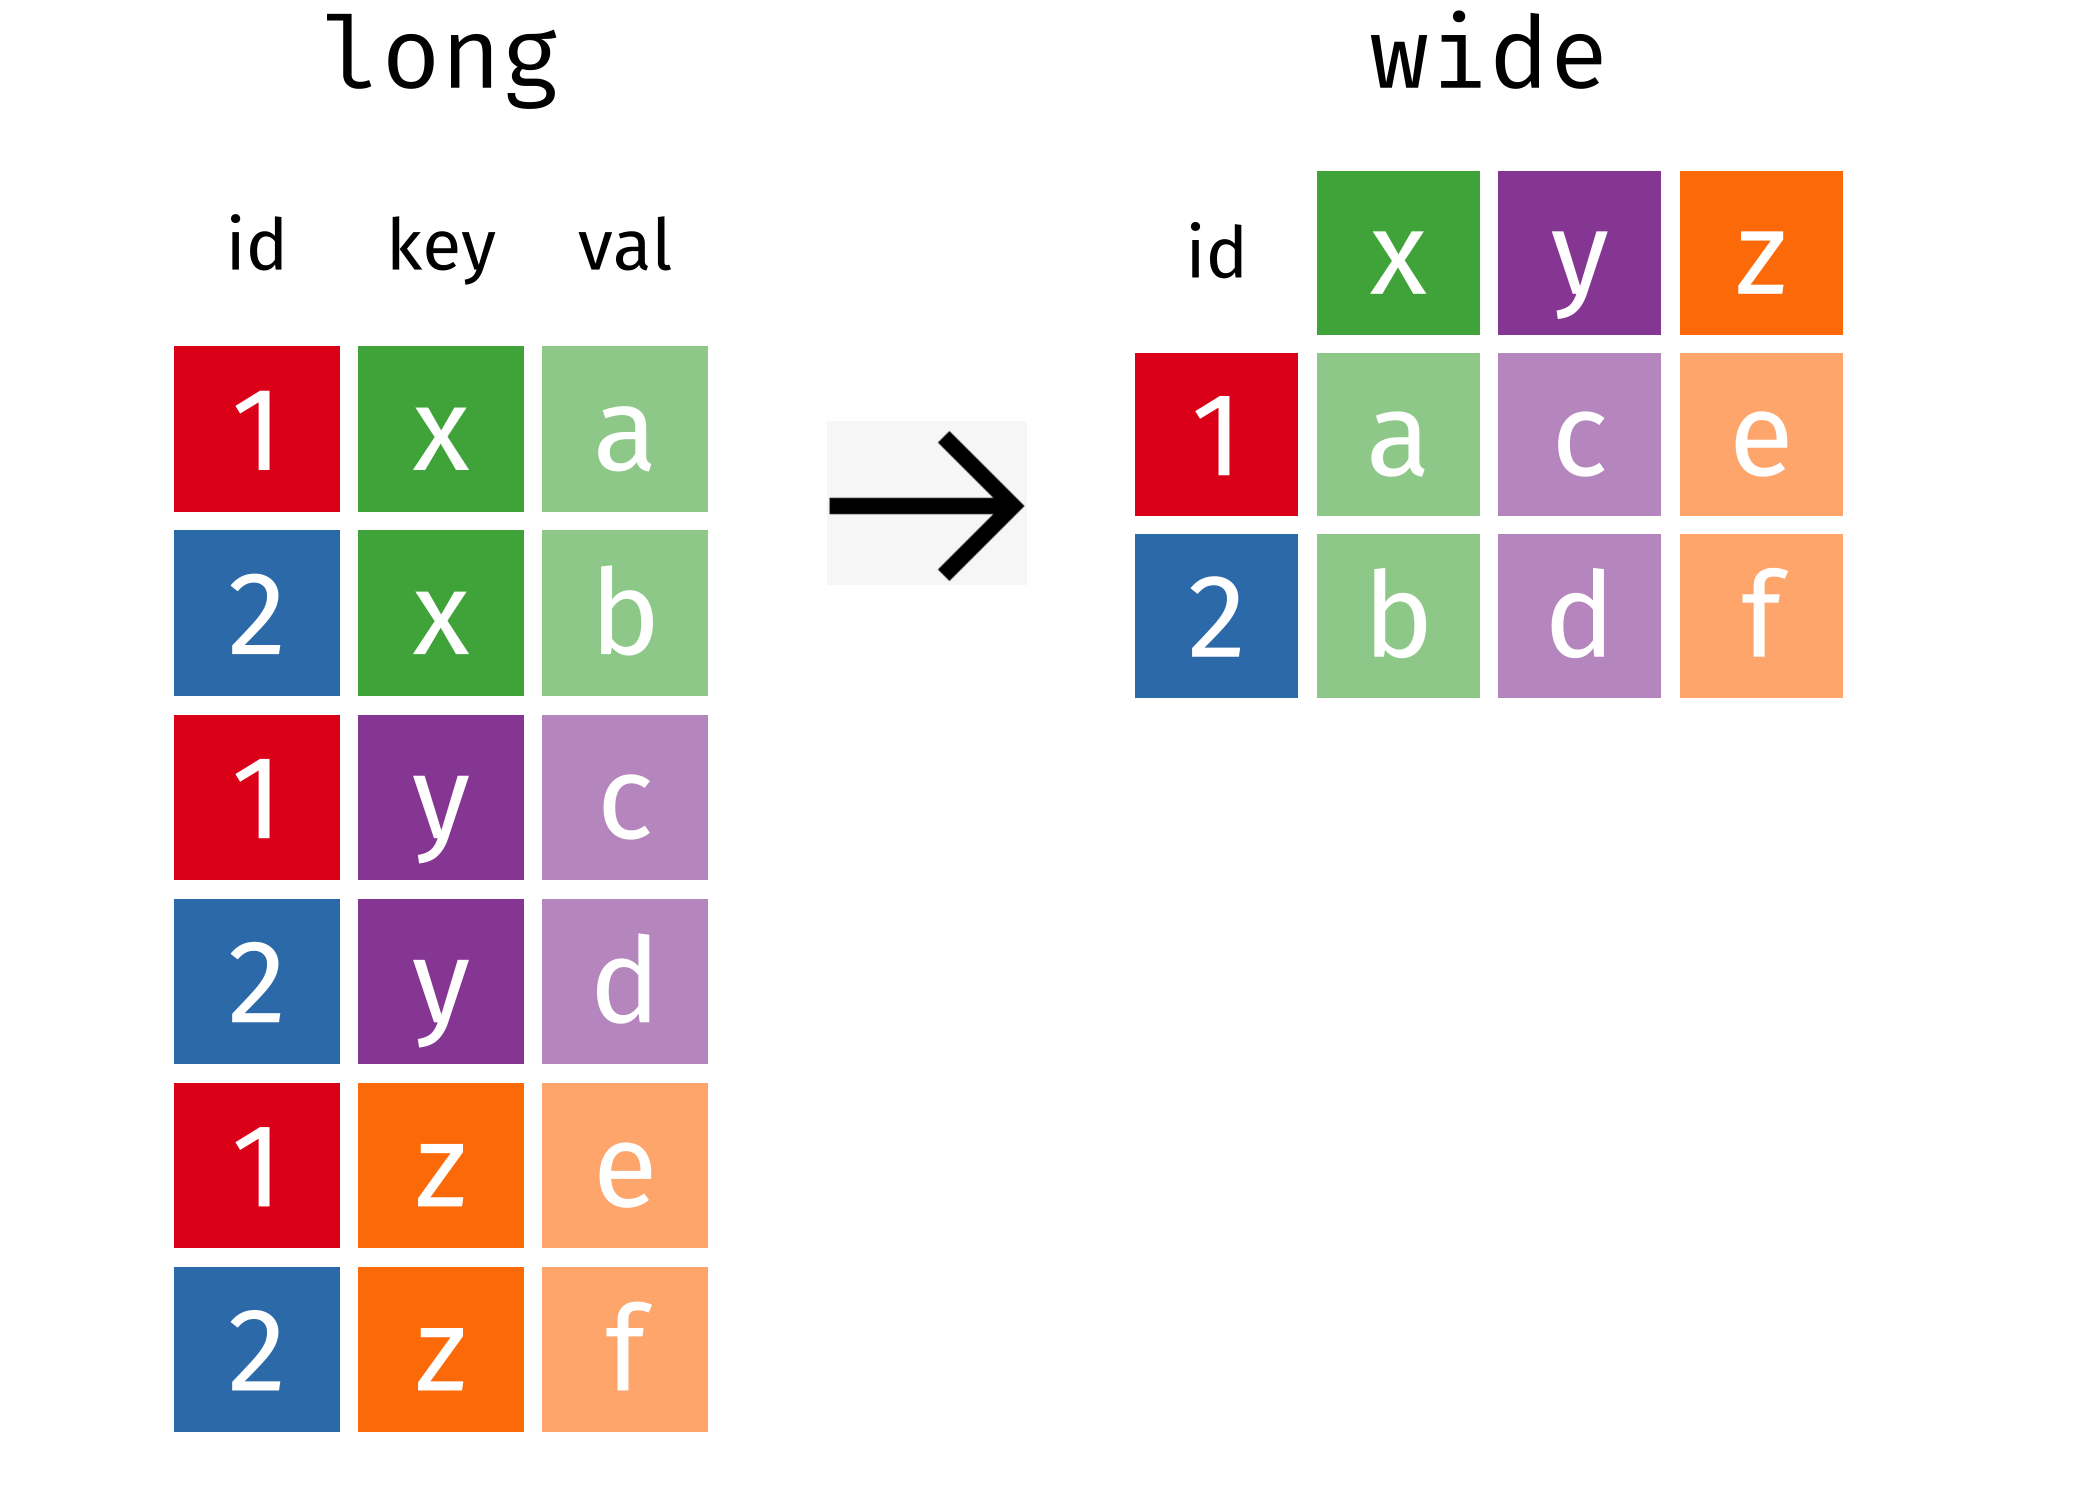 long
id key val
1 x a
2 x b
1 y c
2 y d
1 z e
2 z f
wide
id x y z
1 a c e
2 b d f